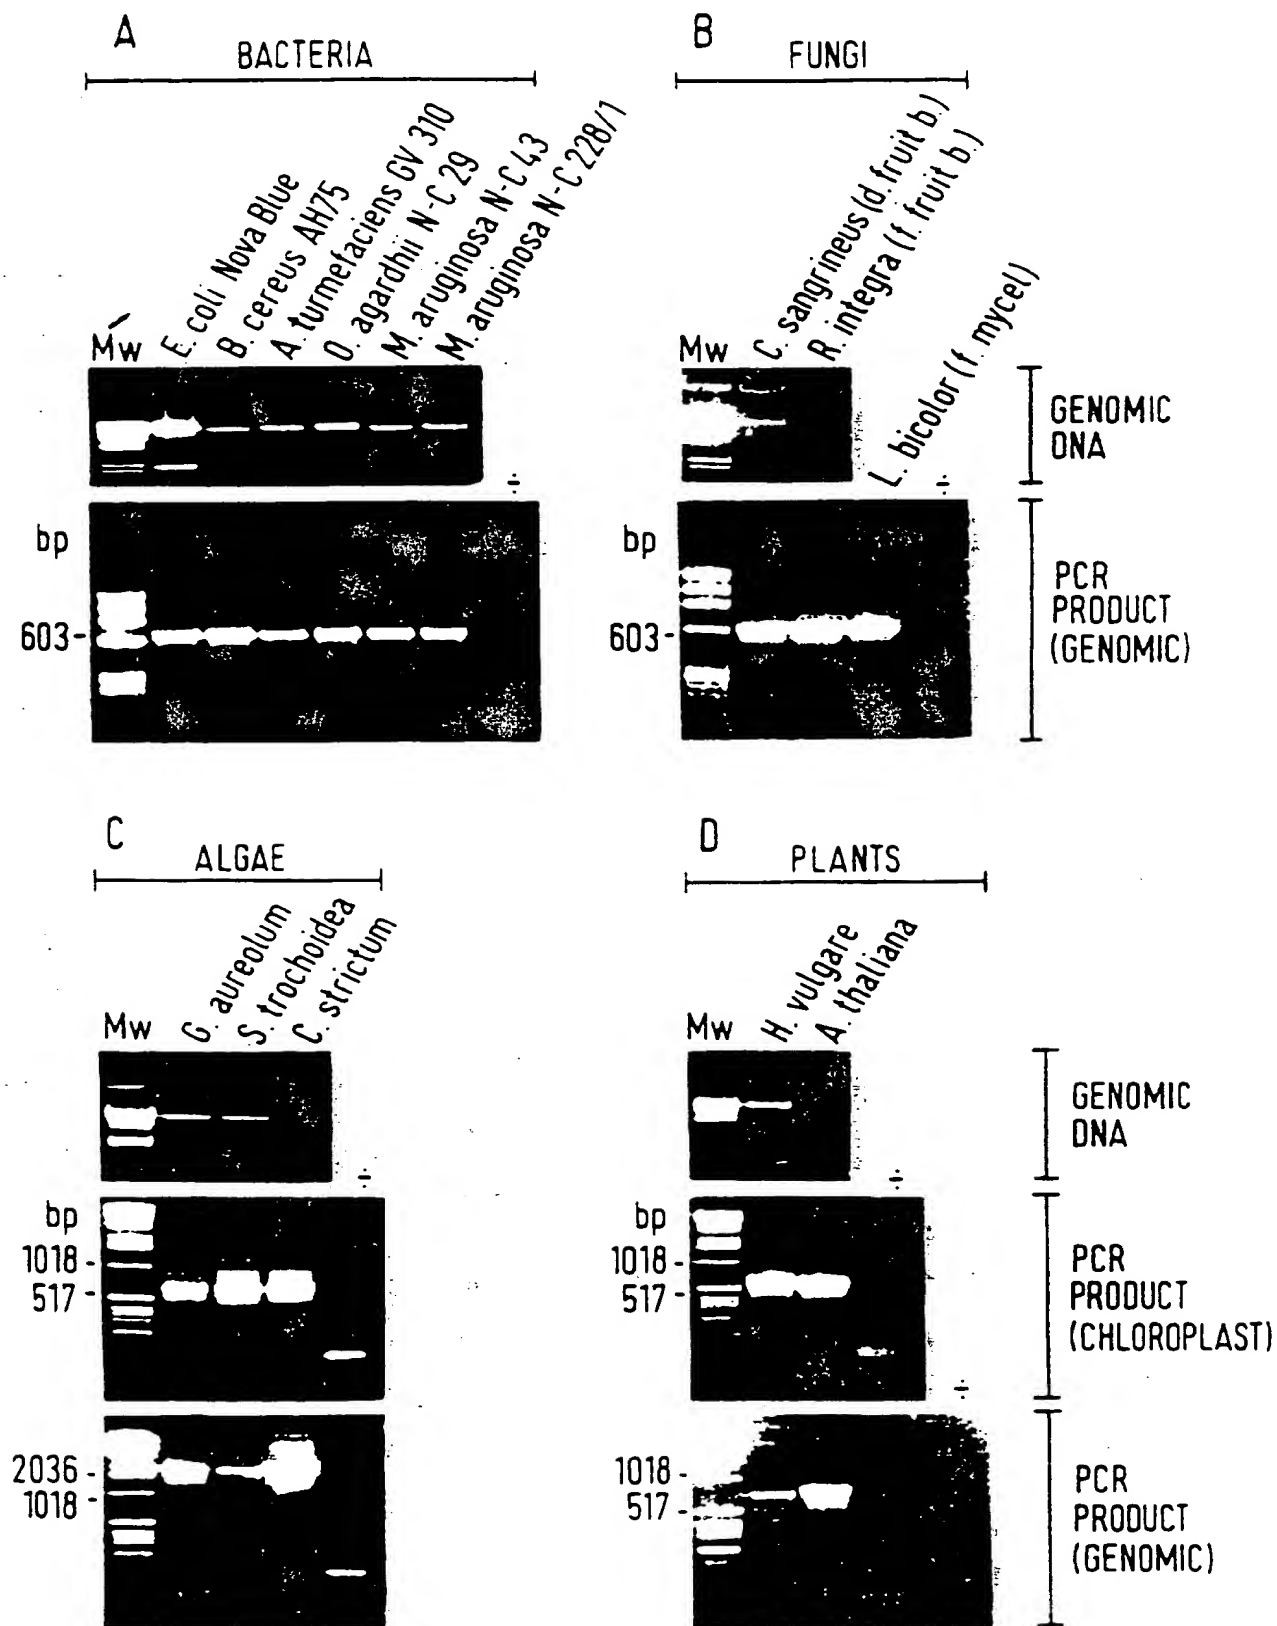 A
BACTERIA
Mw
E. coli Nova Blue
B. cereus AH75
A. turmefaciens GV 310
O. agardhii N-C 29
M. aruginosa N-C 43
M. aruginosa N-C 228/1
÷
bp
603-
B
FUNGI
Mw
C. sangrineus (d. fruit b.)
R. integra (f. fruit b.)
L. bicolor (f. mycel)
÷
GENOMIC
DNA
bp
603-
PCR
PRODUCT
(GENOMIC)
C
ALGAE
Mw
G. aureolum
S. trochoidea
C. strictum
÷
bp
1018-
517-
2036-
1018-
D
PLANTS
Mw
H. vulgare
A. thaliana
÷
GENOMIC
DNA
bp
1018-
517-
÷
PCR
PRODUCT
(CHLOROPLAST)
1018-
517-
PCR
PRODUCT
(GENOMIC)